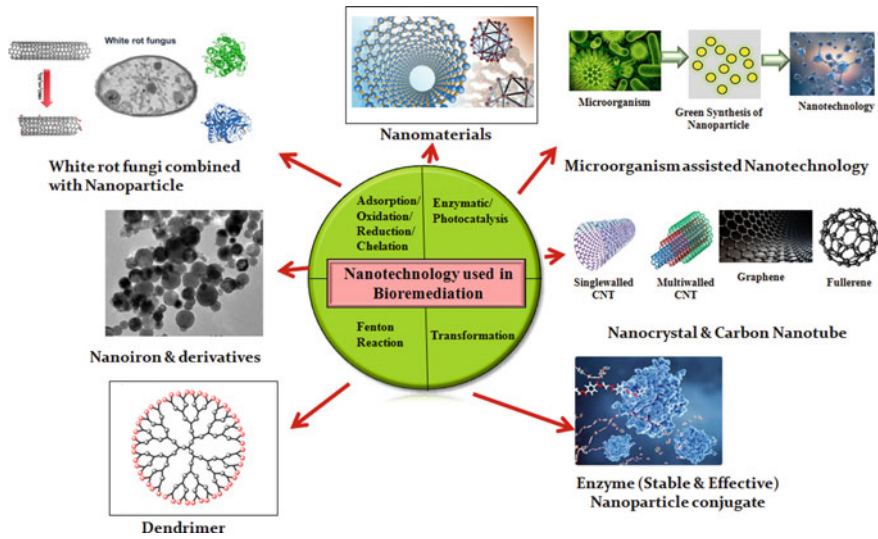 White rot fungus
White rot fungi combined
with Nanoparticle
Nanomaterials
Microorganism
Green Synthesis of
Nanoparticle
Nanotechnology
Microorganism assisted Nanotechnology
Adsorption/
Oxidation/
Reduction/
Chelation
Enzymatic/
Photocatalysis
Nanotechnology used in
Bioremediation
Fenton
Reaction
Transformation
Nanoiron & derivatives
Singlewalled
CNT
Multiwalled
CNT
Graphene
Fullerene
Nanocrystal & Carbon Nanotube
Dendrimer
Enzyme (Stable & Effective)
Nanoparticle conjugate